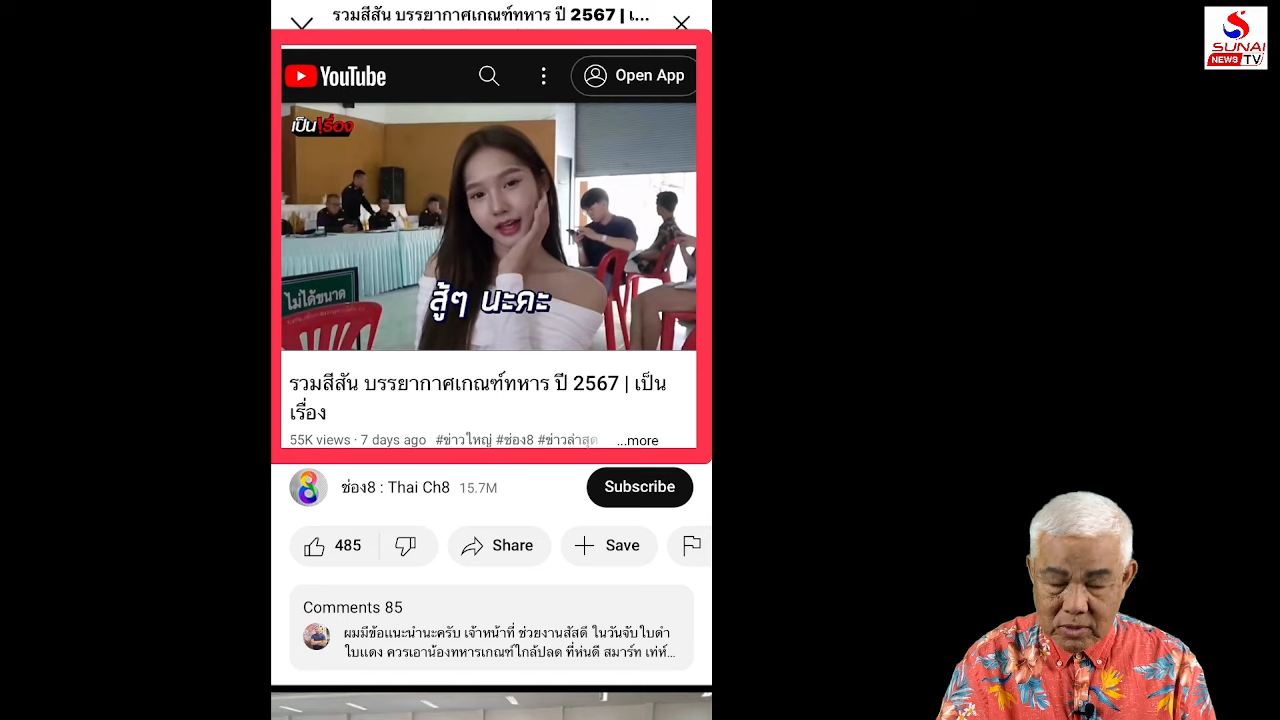 รวมสีสัน บรรยากาศเกณฑ์ทหาร ปี 2567 | เ...
SUNAI
NEWS TV
YouTube
Open App
เป็นเรื่อง
ไม่ได้ขนาด
สู้ๆ นะคะ
รวมสีสัน บรรยากาศเกณฑ์ทหาร ปี 2567 | เป็น
เรื่อง
55K views · 7 days ago #ข่าวใหญ่ #ช่อง8 #ข่าวล่าสุด ...more
ช่อง8 : Thai Ch8 15.7M
Subscribe
485
Share
Save
Comments 85
ผมมีข้อแนะนำนะครับ เจ้าหน้าที่ ช่วยงานสัสดี ในวันจับใบดำ
ใบแดง ควรเอาน้องทหารเกณฑ์ใกล้ปลด ที่หุ่นดี สมาร์ท เท่ห์...